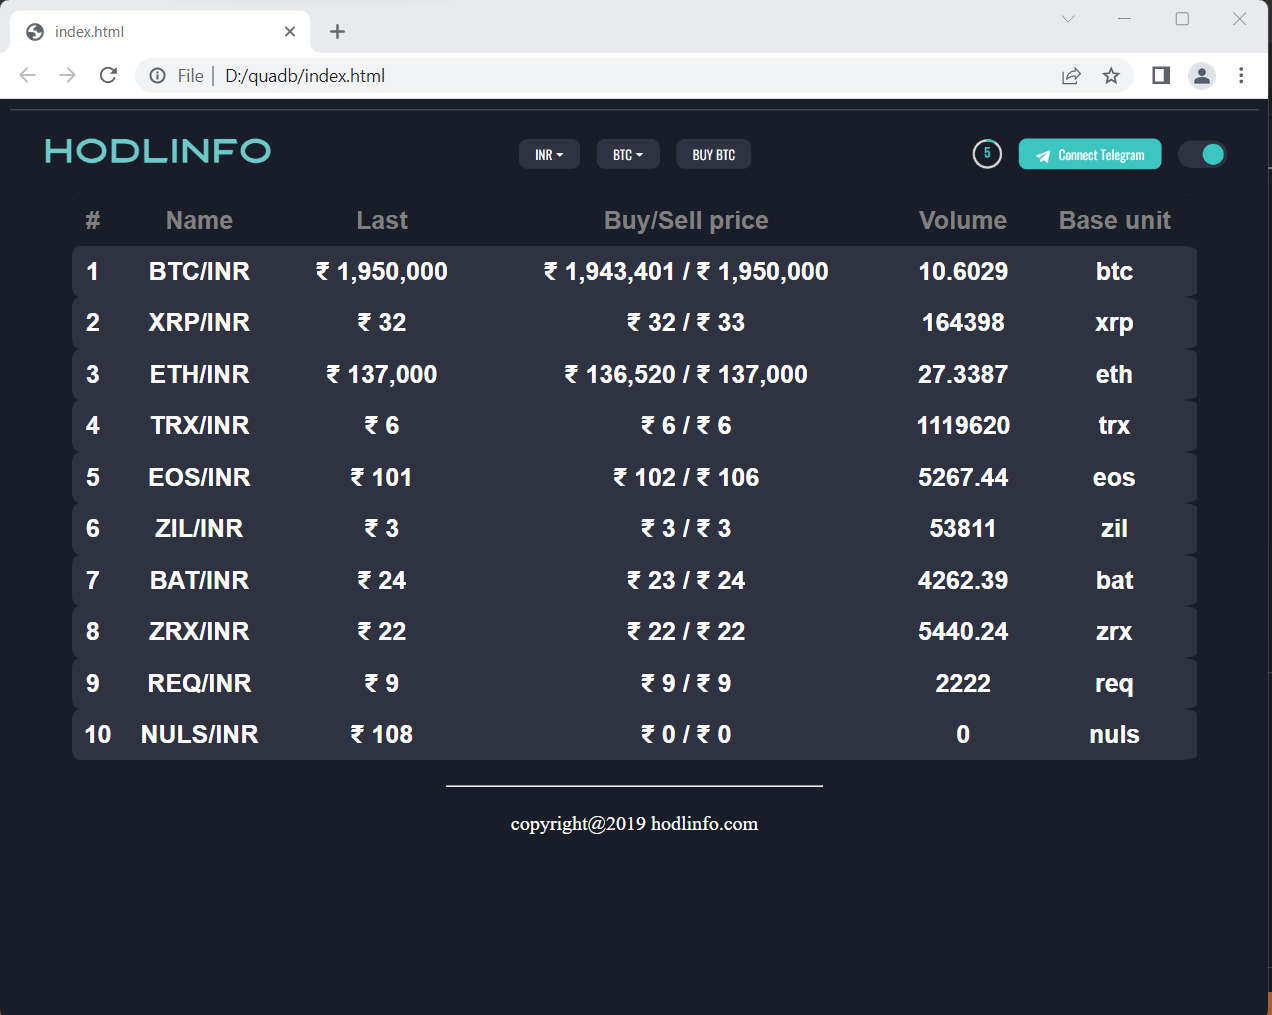 index.html
File | D:/quadb/index.html
HODLINFO INR BTC BUY BTC 5 Connect Telegram
# Name Last Buy/Sell price Volume Base unit
1 BTC/INR ₹ 1,950,000 ₹ 1,943,401 / ₹ 1,950,000 10.6029 btc
2 XRP/INR ₹ 32 ₹ 32 / ₹ 33 164398 xrp
3 ETH/INR ₹ 137,000 ₹ 136,520 / ₹ 137,000 27.3387 eth
4 TRX/INR ₹ 6 ₹ 6 / ₹ 6 1119620 trx
5 EOS/INR ₹ 101 ₹ 102 / ₹ 106 5267.44 eos
6 ZIL/INR ₹ 3 ₹ 3 / ₹ 3 53811 zil
7 BAT/INR ₹ 24 ₹ 23 / ₹ 24 4262.39 bat
8 ZRX/INR ₹ 22 ₹ 22 / ₹ 22 5440.24 zrx
9 REQ/INR ₹ 9 ₹ 9 / ₹ 9 2222 req
10 NULS/INR ₹ 108 ₹ 0 / ₹ 0 0 nuls
copyright@2019 hodlinfo.com